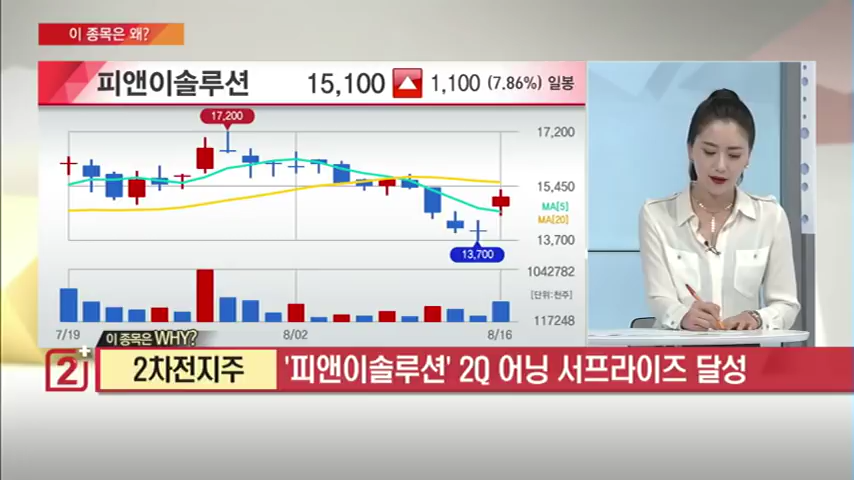 이 종목은 왜?
피앤이솔루션 15,100 ▲ 1,100 (7.86%) 일봉
17,200
17,200
15,450
MA[5]
MA[20]
13,700
13,700
1042782
[단위:천주]
117248
7/19 8/02 8/16
이 종목은 WHY?
2+ 2차전지주 '피앤이솔루션' 2Q 어닝 서프라이즈 달성